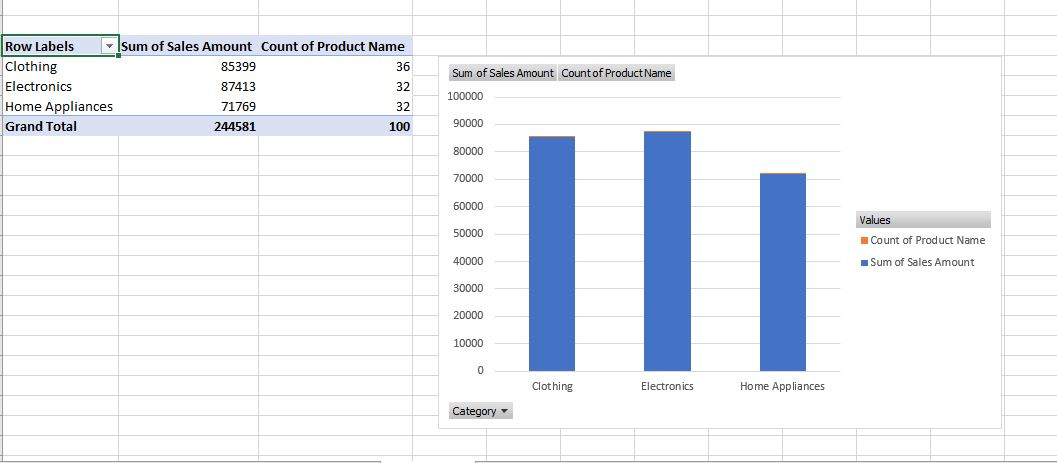 Row Labels Sum of Sales Amount Count of Product Name
Clothing 85399 36
Electronics 87413 32
Home Appliances 71769 32
Grand Total 244581 100
Sum of Sales Amount Count of Product Name
100000
90000
80000
70000
60000
50000
40000
30000
20000
10000
0
Clothing Electronics Home Appliances
Values
Count of Product Name
Sum of Sales Amount
Category